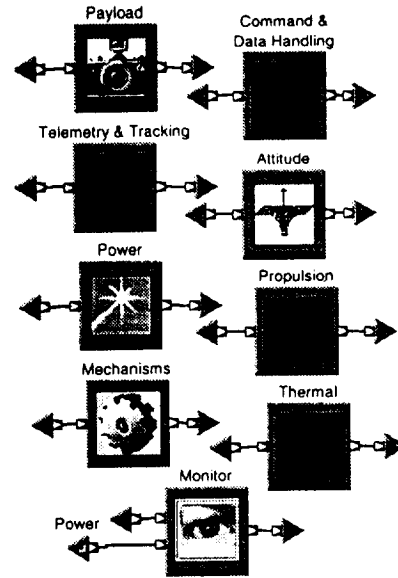 Payload
Command &
Data Handling
Telemetry & Tracking
Attitude
Power
Propulsion
Mechanisms
Thermal
Monitor
Power